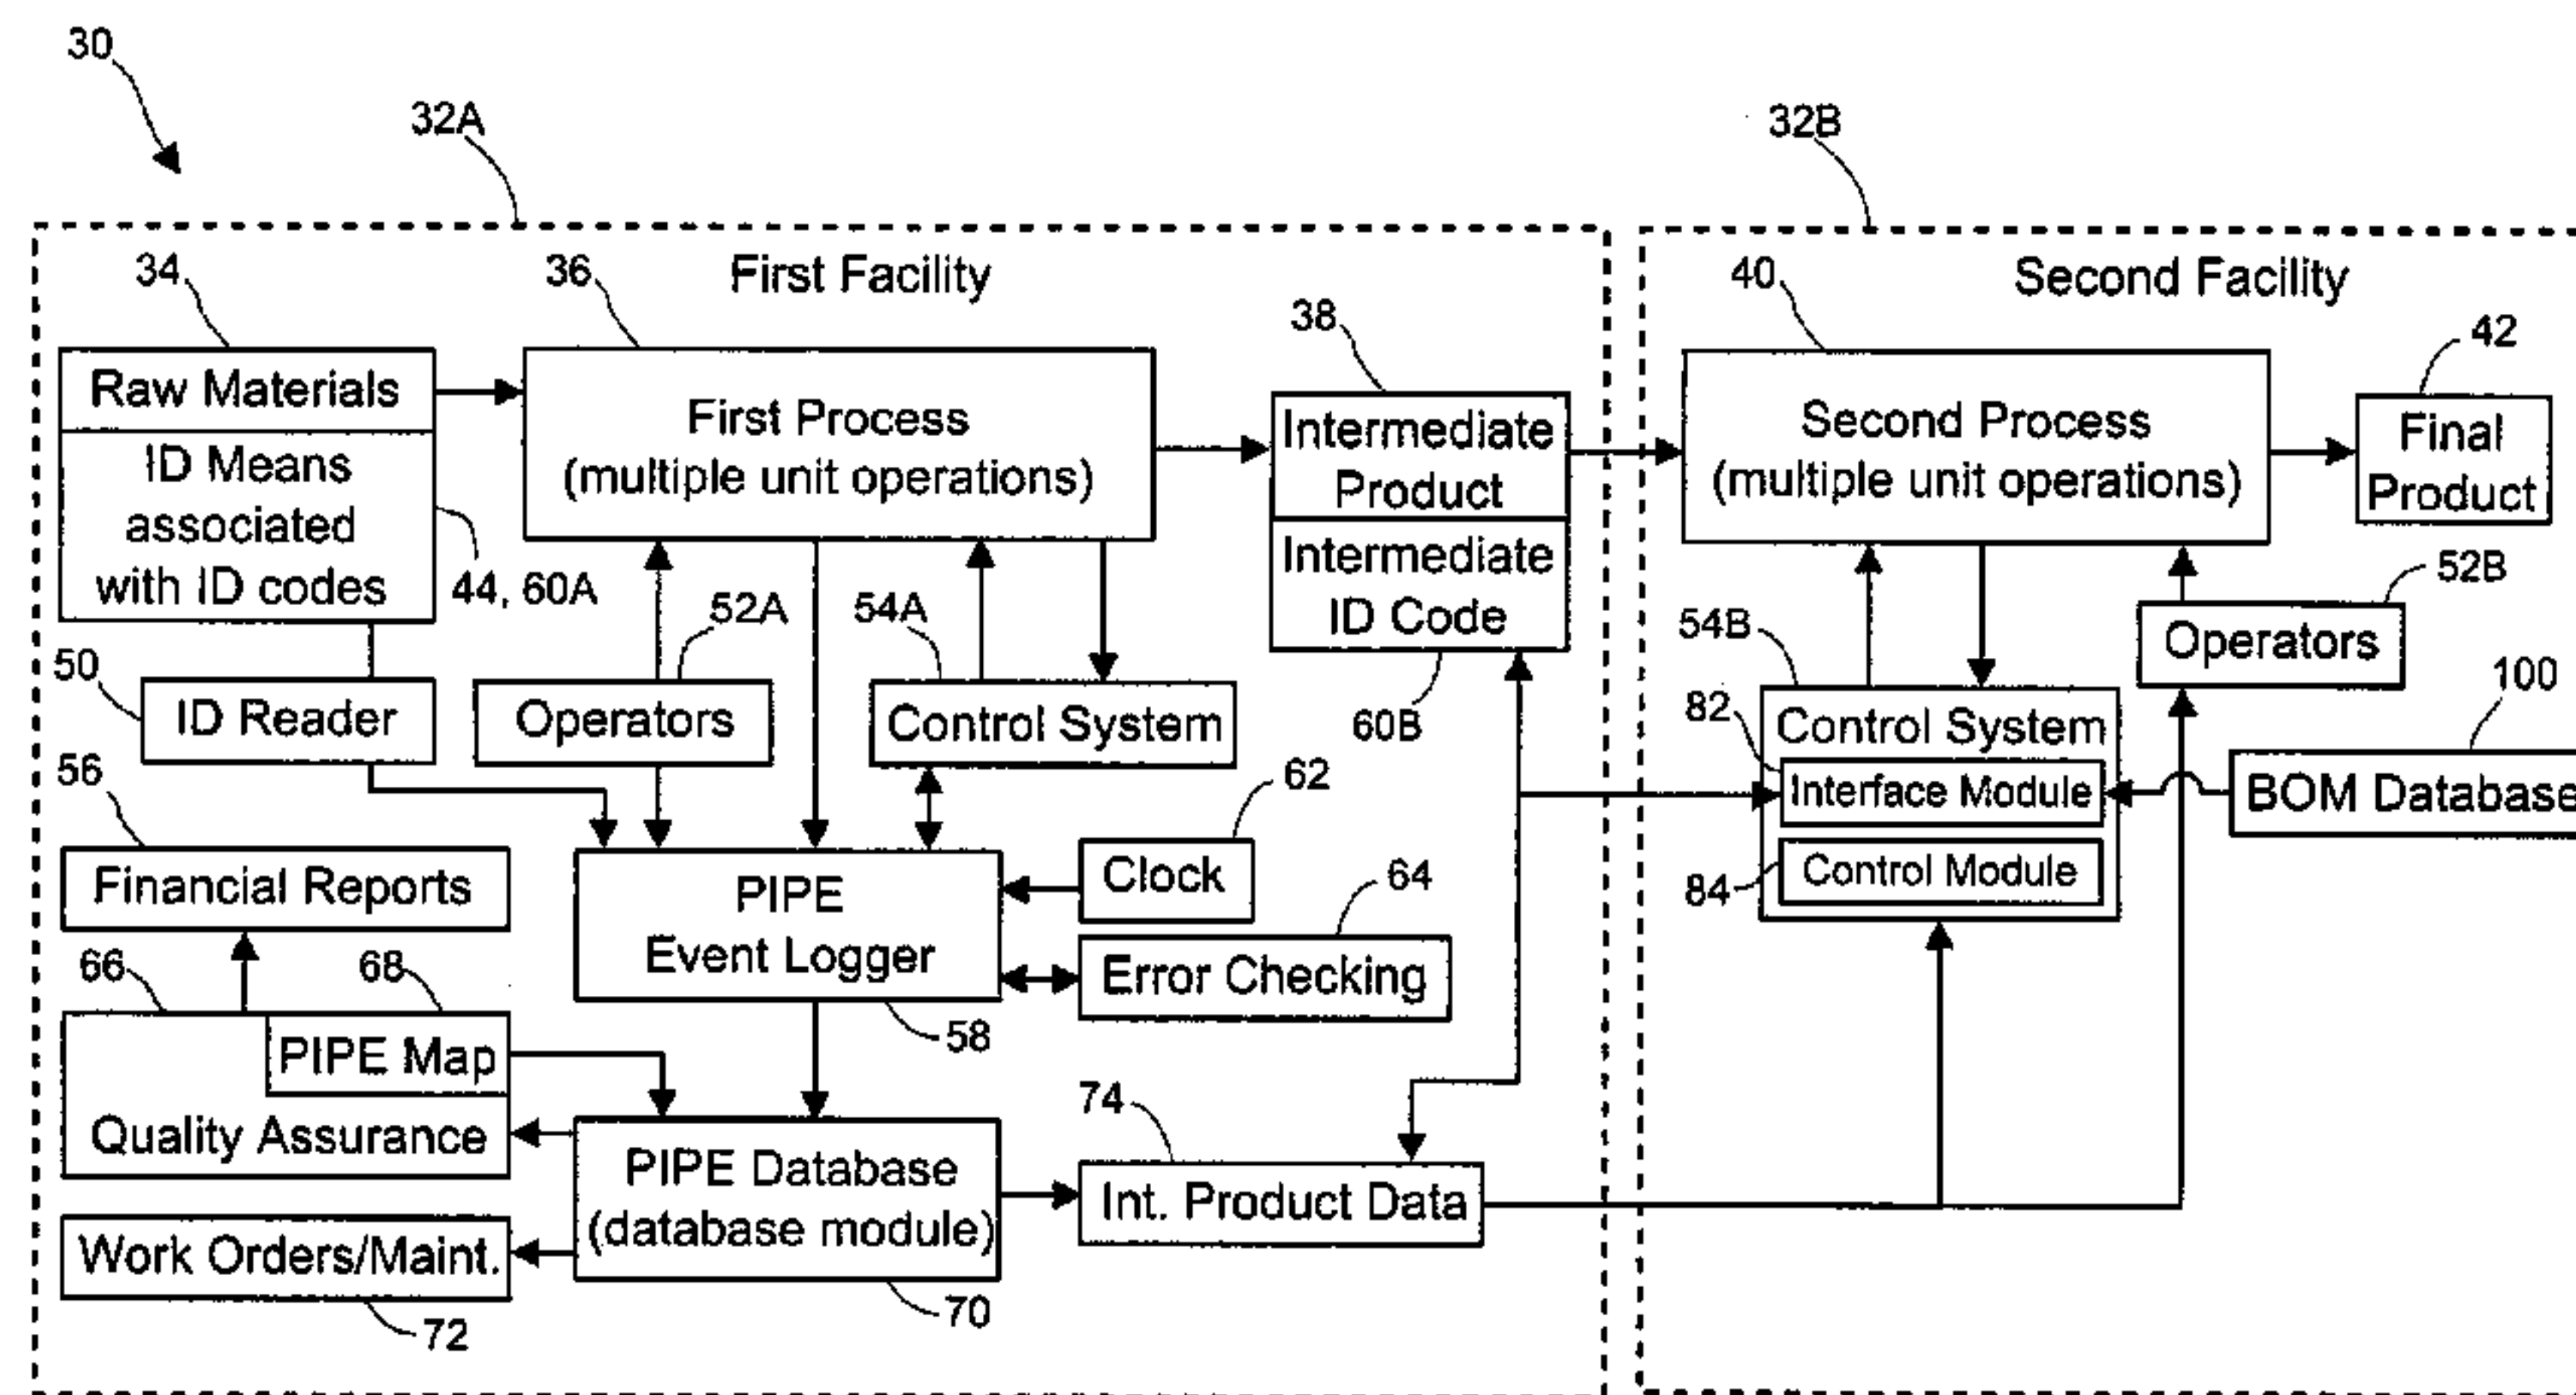 30
32A
32B
First Facility
Second Facility
34
36
38
40
42
Raw Materials
ID Means
associated
with ID codes
44, 60A
First Process
(multiple unit operations)
Intermediate
Product
Intermediate
ID Code
60B
Second Process
(multiple unit operations)
Final
Product
50
ID Reader
52A
Operators
54A
Control System
54B
Control System
82
Interface Module
84
Control Module
52B
Operators
100
BOM Database
56
Financial Reports
PIPE
Event Logger
58
62
Clock
64
Error Checking
66
68
PIPE Map
Quality Assurance
PIPE Database
(database module)
70
74
Int. Product Data
Work Orders/Maint.
72